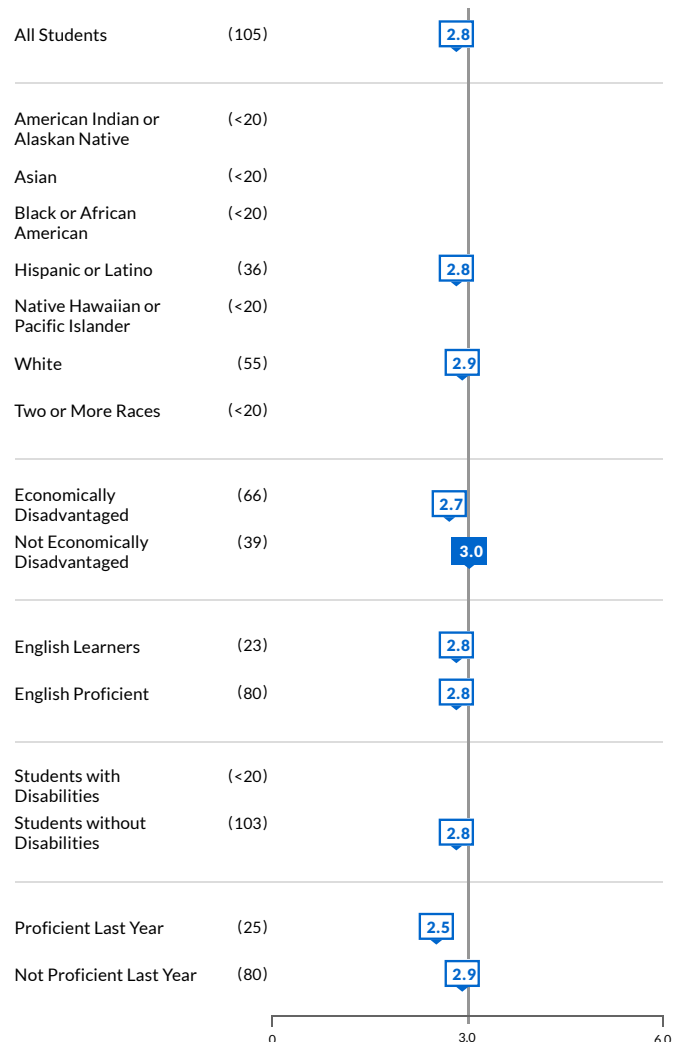 All Students (105) 2.8
American Indian or (<20)
Alaskan Native
Asian (<20)
Black or African (<20)
American
Hispanic or Latino (36) 2.8
Native Hawaiian or (<20)
Pacific Islander
White (55) 2.9
Two or More Races (<20)
Economically (66) 2.7
Disadvantaged
Not Economically (39) 3.0
Disadvantaged
English Learners (23) 2.8
English Proficient (80) 2.8
Students with (<20)
Disabilities
Students without (103) 2.8
Disabilities
Proficient Last Year (25) 2.5
Not Proficient Last Year (80) 2.9
0 3.0 6.0